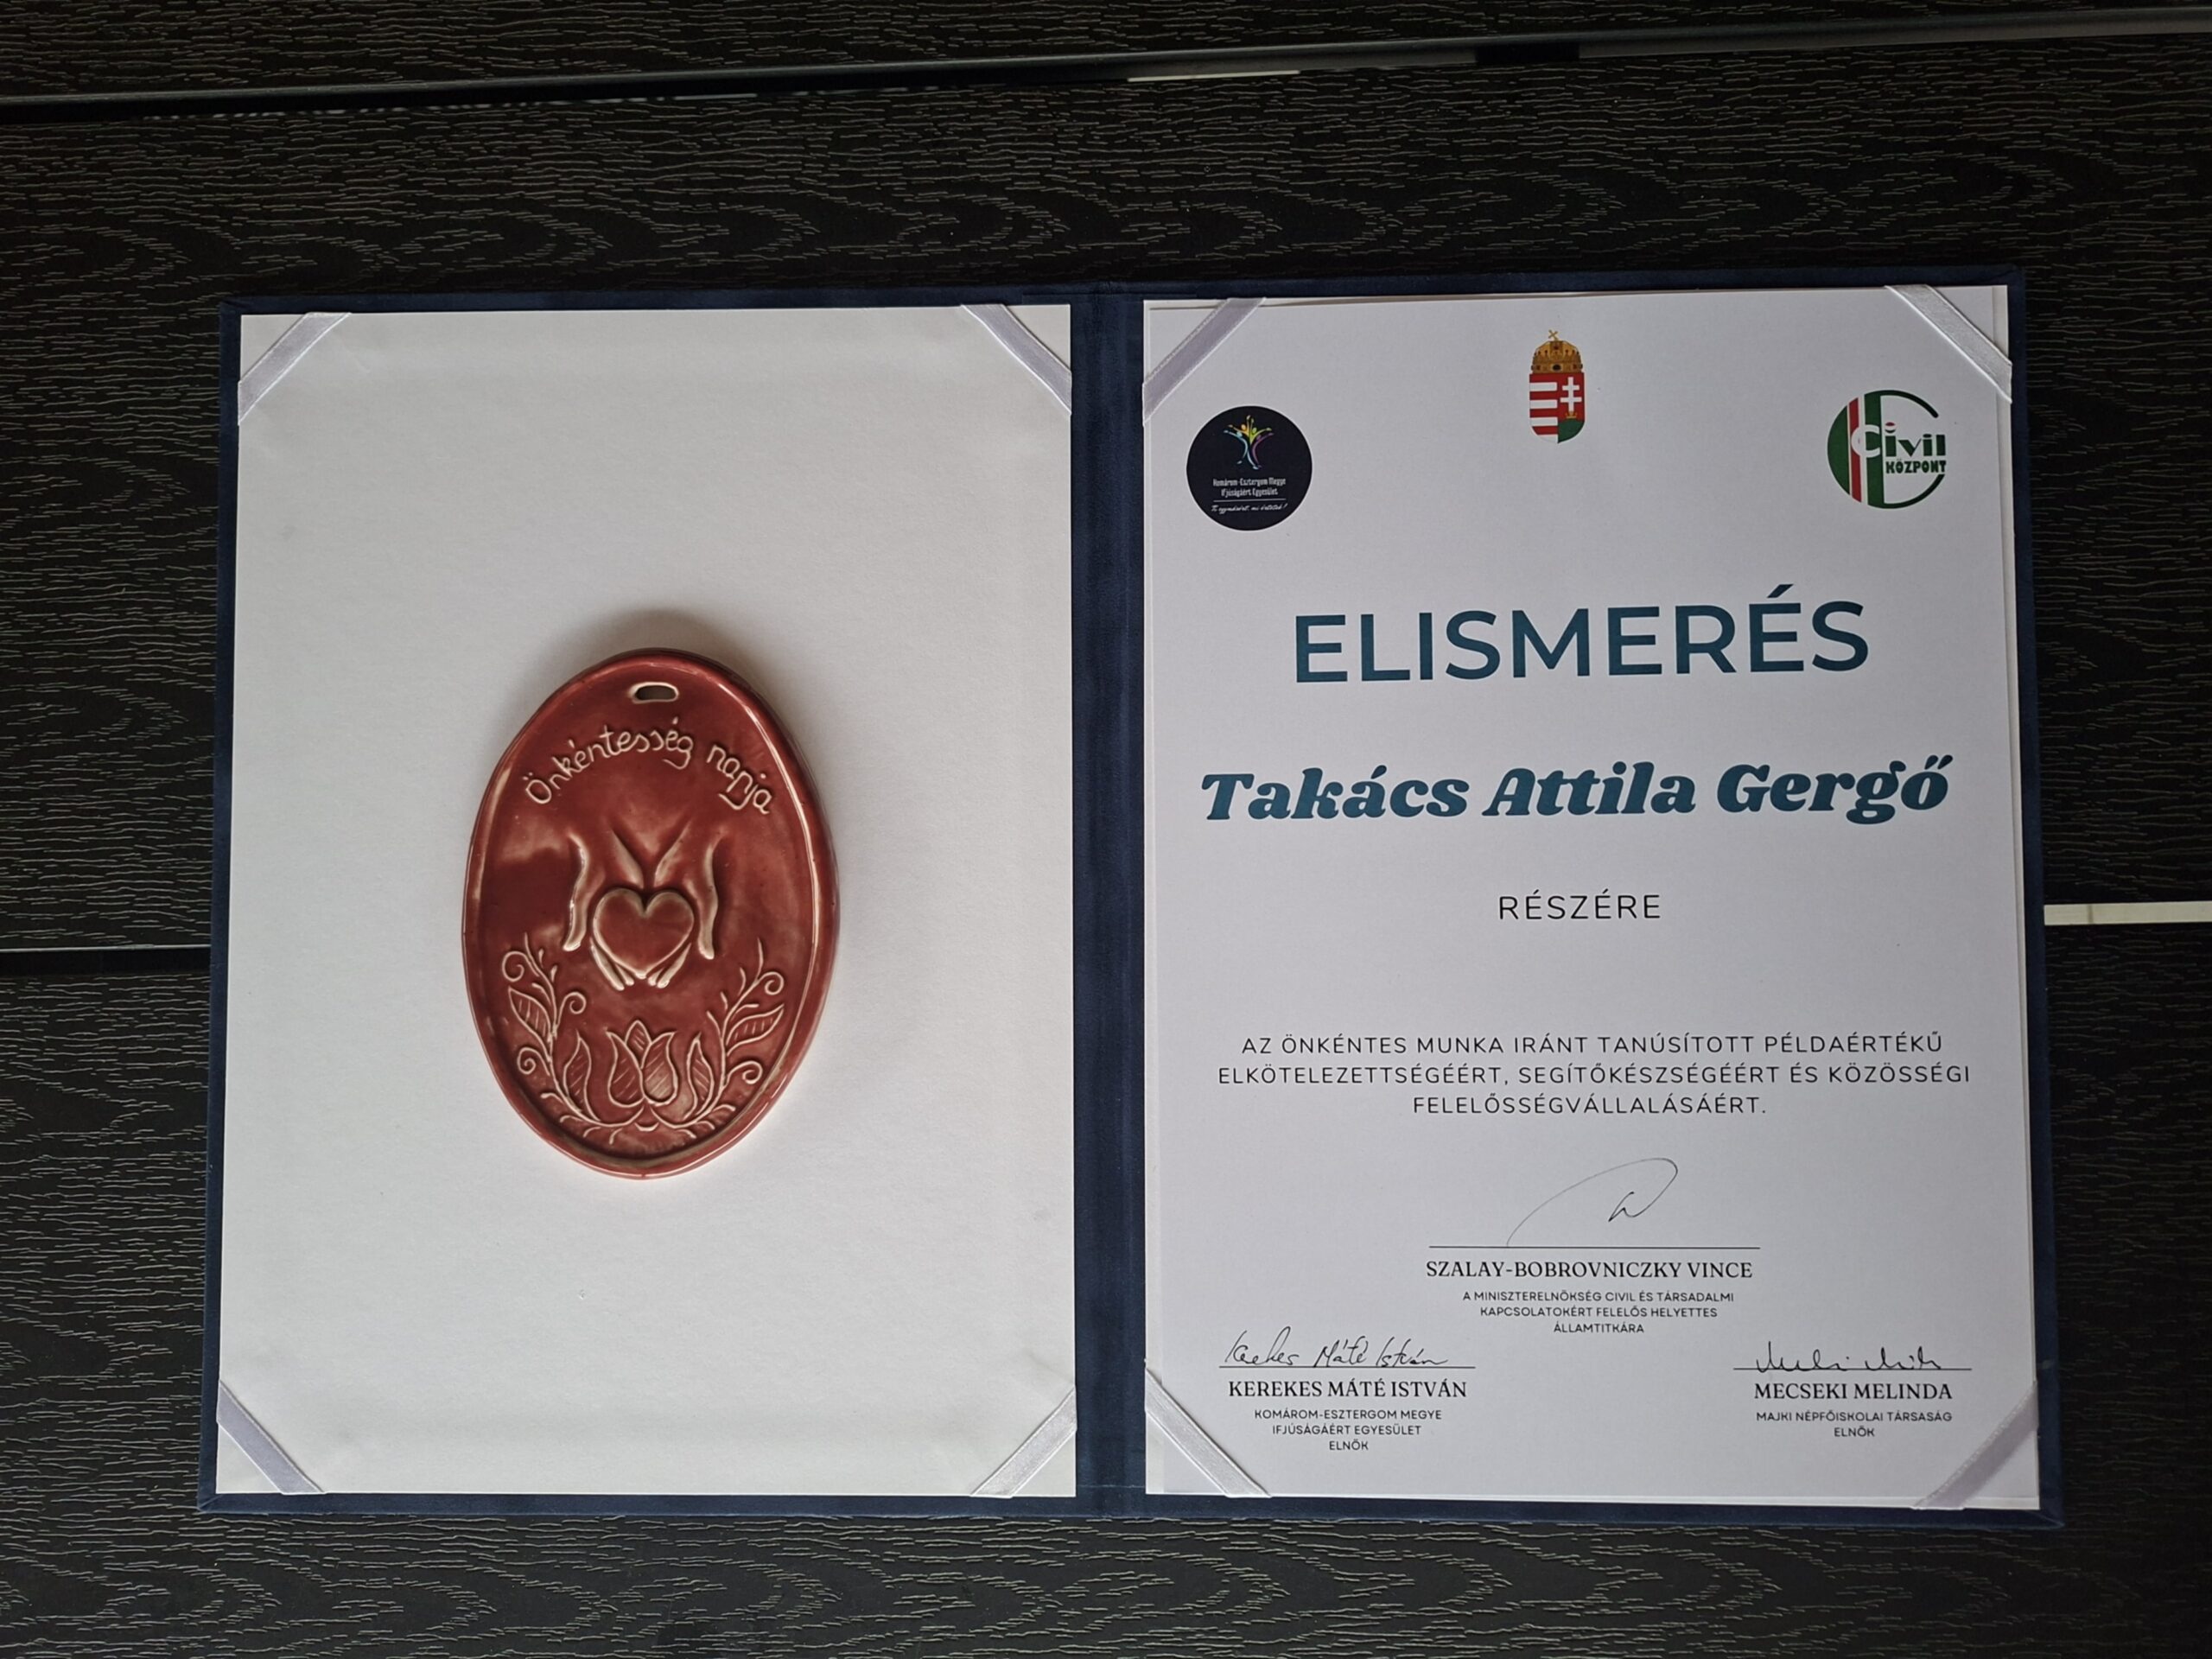 Önkéntesség napja
Komárom-Esztergom Megye
Ifjúságáért Egyesület
Civil
KÖZPONT
ELISMERÉS
Takács Attila Gergő
RÉSZÉRE
AZ ÖNKÉNTES MUNKA IRÁNT TANÚSÍTOTT PÉLDAÉRTÉKŰ
ELKÖTELEZETTSÉGÉÉRT, SEGÍTŐKÉSZSÉGÉÉRT ÉS KÖZÖSSÉGI
FELELŐSSÉGVÁLLALÁSÁÉRT.
SZALAY-BOBROVNICZKY VINCE
A MINISZTERELNÖKSÉG CIVIL ÉS TÁRSADALMI
KAPCSOLATOKÉRT FELELŐS HELYETTES
ÁLLAMTITKÁRA
Kerekes Máté István
KEREKES MÁTÉ ISTVÁN
KOMÁROM-ESZTERGOM MEGYE
IFJÚSÁGÁÉRT EGYESÜLET
ELNÖK
MECSEKI MELINDA
MAJKI NÉPFŐISKOLAI TÁRSASÁG
ELNÖK